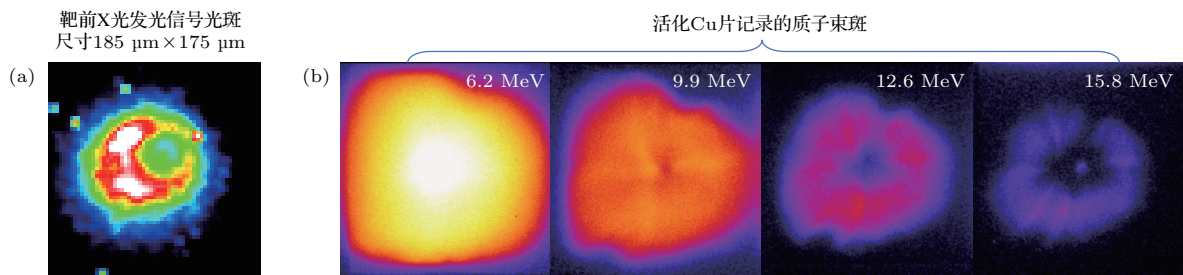 靶前X光发光信号光斑
尺寸185 µm×175 µm
活化Cu片记录的质子束斑
(a)
(b)
6.2 MeV
9.9 MeV
12.6 MeV
15.8 MeV